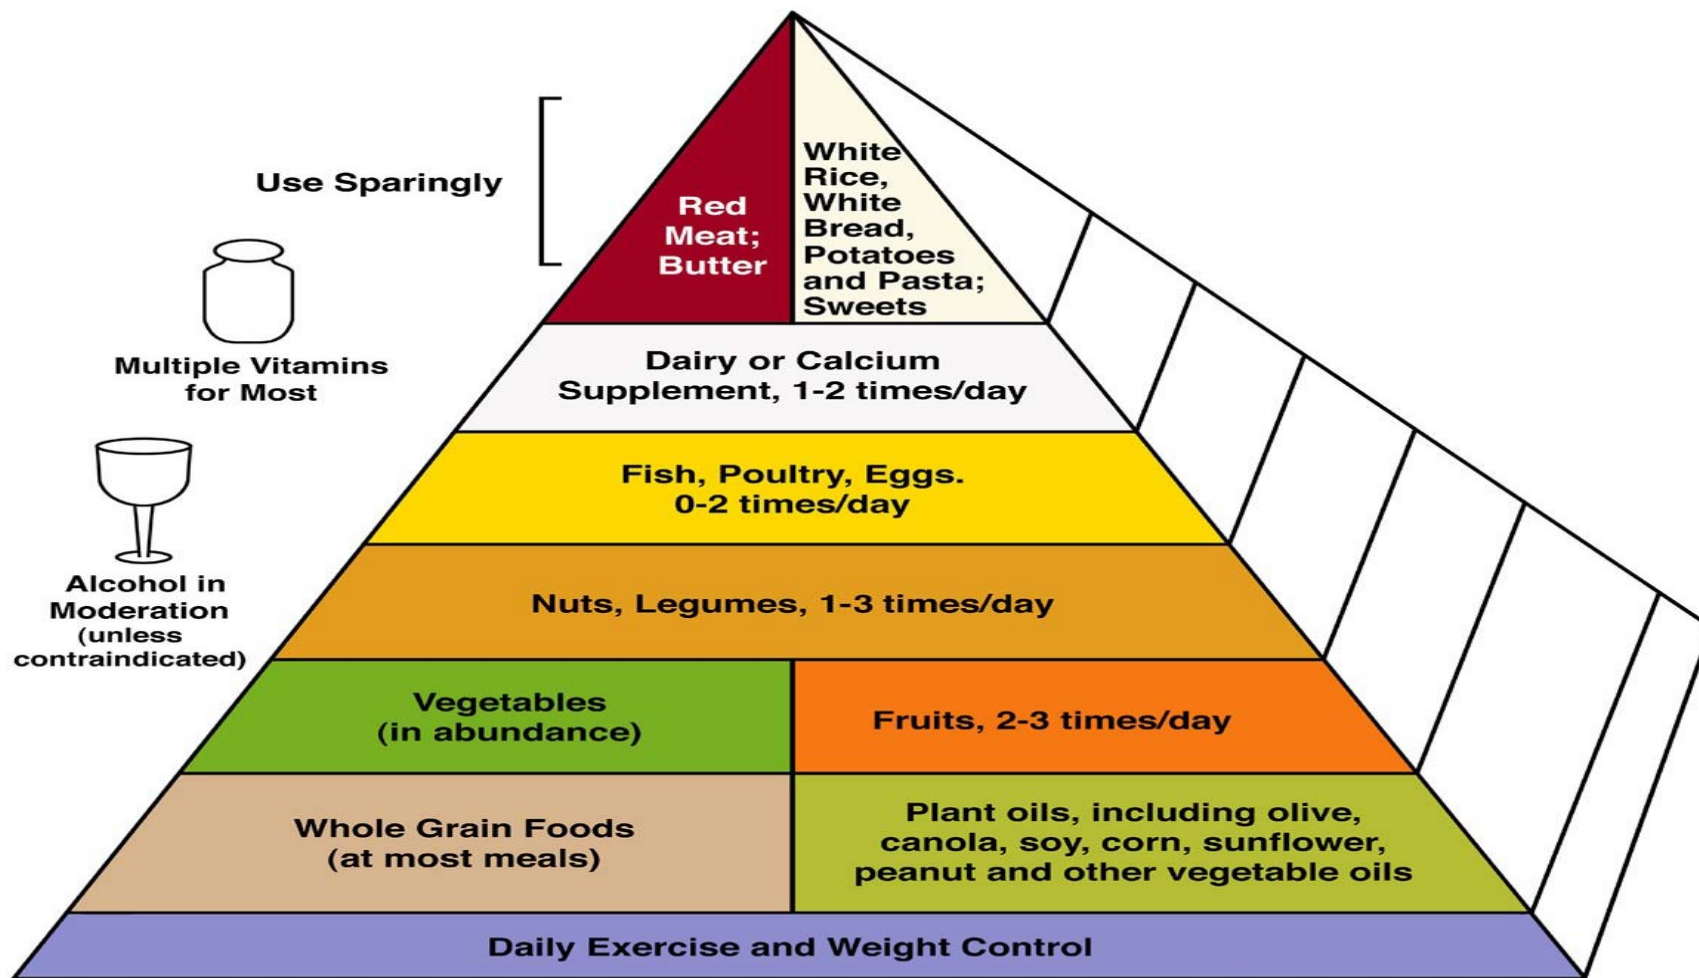 Use Sparingly
Red
Meat;
Butter
White
Rice,
White
Bread,
Potatoes
and Pasta;
Sweets
Multiple Vitamins
for Most
Dairy or Calcium
Supplement, 1-2 times/day
Fish, Poultry, Eggs.
0-2 times/day
Alcohol in
Moderation
(unless
contraindicated)
Nuts, Legumes, 1-3 times/day
Vegetables
(in abundance)
Fruits, 2-3 times/day
Whole Grain Foods
(at most meals)
Plant oils, including olive,
canola, soy, corn, sunflower,
peanut and other vegetable oils
Daily Exercise and Weight Control